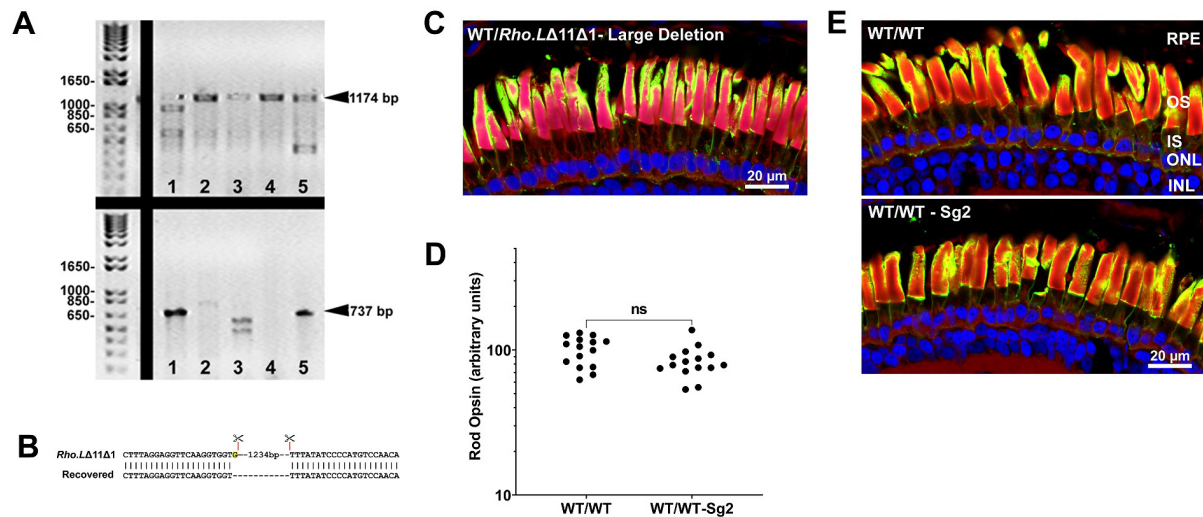 A
1650-
1000-
850-
650-
1174 bp
1 2 3 4 5
1650-
1000-
850-
650-
737 bp
1 2 3 4 5
B
Rho.LΔ11Δ1 CTTTAGGAGGTTCAAGGTGGTG--1234bp--TTTATATCCCCATGTCCAACA
Recovered CTTTAGGAGGTTCAAGGTGGT-----------TTTATATCCCCATGTCCAACA
C
WT/Rho.LΔ11Δ1- Large Deletion
20 µm
D
Rod Opsin (arbitrary units)
100
10
ns
WT/WT
WT/WT-Sg2
E
WT/WT
RPE
OS
IS
ONL
INL
WT/WT - Sg2
20 µm